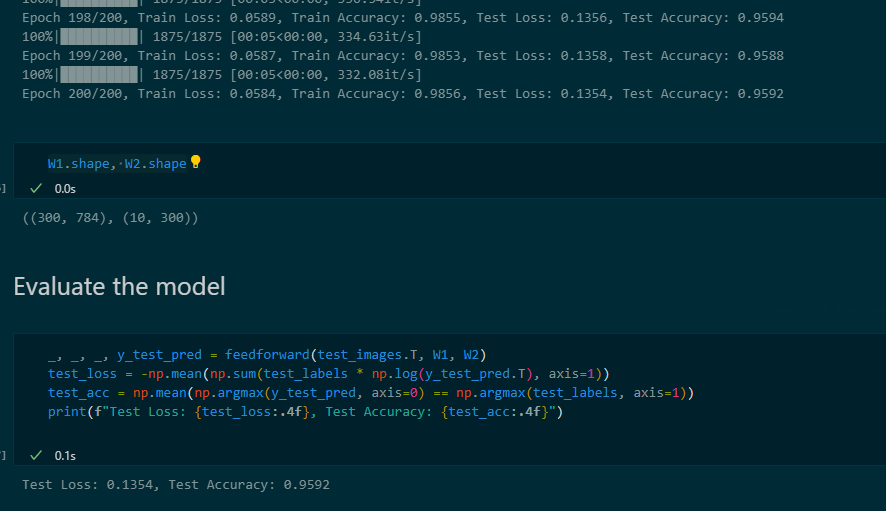 100%|██████████| 1875/1875 [00:05<00:00, 336.34it/s]
Epoch 198/200, Train Loss: 0.0589, Train Accuracy: 0.9855, Test Loss: 0.1356, Test Accuracy: 0.9594
100%|██████████| 1875/1875 [00:05<00:00, 334.63it/s]
Epoch 199/200, Train Loss: 0.0587, Train Accuracy: 0.9853, Test Loss: 0.1358, Test Accuracy: 0.9588
100%|██████████| 1875/1875 [00:05<00:00, 332.08it/s]
Epoch 200/200, Train Loss: 0.0584, Train Accuracy: 0.9856, Test Loss: 0.1354, Test Accuracy: 0.9592
W1.shape, W2.shape
] 0.0s
((300, 784), (10, 300))
Evaluate the model
_, _, _, y_test_pred = feedforward(test_images.T, W1, W2)
test_loss = -np.mean(np.sum(test_labels * np.log(y_test_pred.T), axis=1))
test_acc = np.mean(np.argmax(y_test_pred, axis=0) == np.argmax(test_labels, axis=1))
print(f"Test Loss: {test_loss:.4f}, Test Accuracy: {test_acc:.4f}")
] 0.1s
Test Loss: 0.1354, Test Accuracy: 0.9592